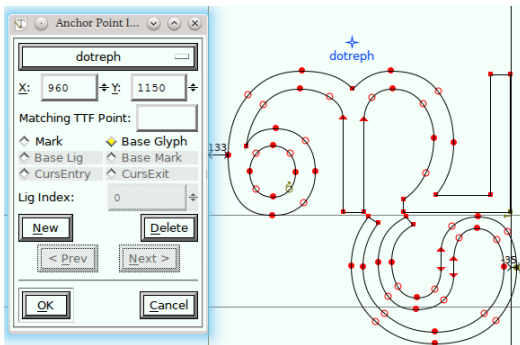 Anchor Point I...
dotreph
X: 960 Y: 1150
Matching TTF Point:
Mark Base Glyph
Base Lig Base Mark
CursEntry CursExit
Lig Index: 0
New Delete
< Prev Next >
OK Cancel
dotreph
133
-35